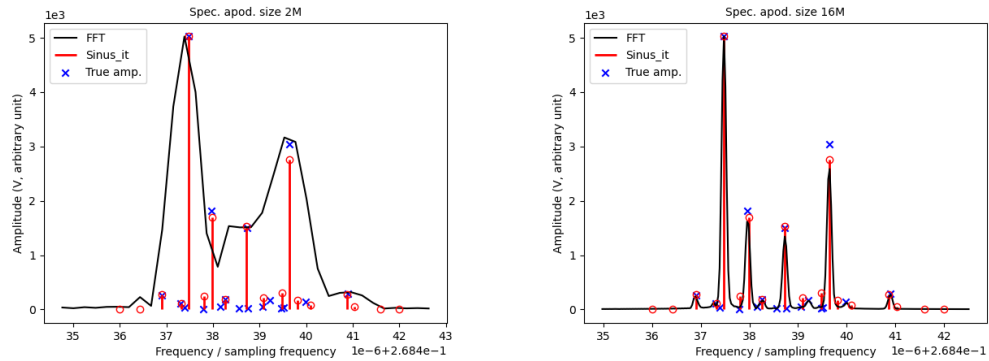 Spec. apod. size 2M
1e3
FFT
Sinus_it
True amp.
Amplitude (V, arbitrary unit)
5
4
3
2
1
0
35 36 37 38 39 40 41 42 43
Frequency / sampling frequency
1e-6+2.684e-1
Spec. apod. size 16M
1e3
FFT
Sinus_it
True amp.
Amplitude (V, arbitrary unit)
5
4
3
2
1
0
35 36 37 38 39 40 41 42
Frequency / sampling frequency
1e-6+2.684e-1